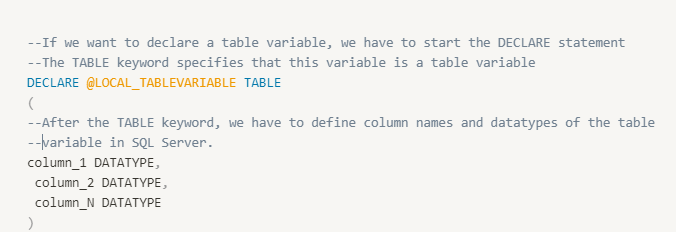 --If we want to declare a table variable, we have to start the DECLARE statement
--The TABLE keyword specifies that this variable is a table variable
DECLARE @LOCAL_TABLEVARIABLE TABLE
(
--After the TABLE keyword, we have to define column names and datatypes of the table
--variable in SQL Server.
column_1 DATATYPE,
 column_2 DATATYPE,
 column_N DATATYPE
)